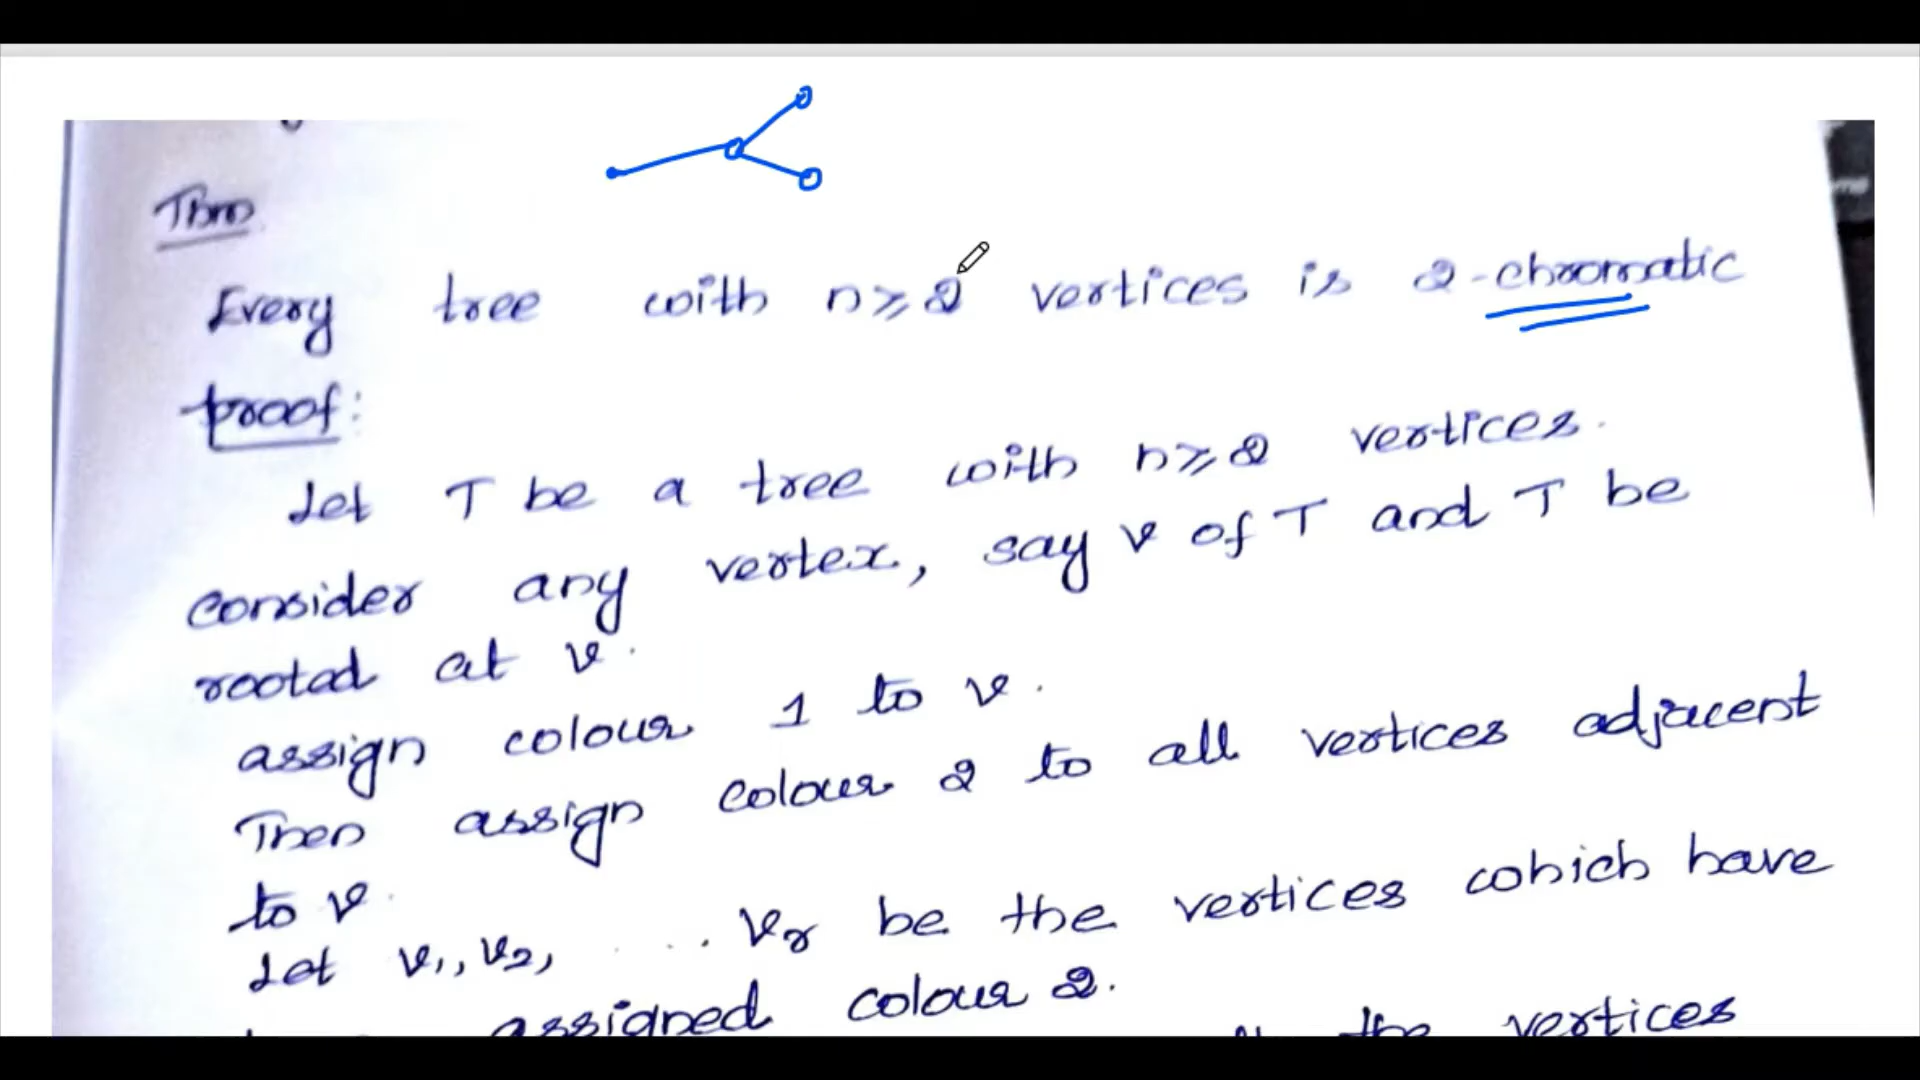 Thm
Every tree with n≥2 vertices is 2-chromatic
proof:
Let T be a tree with n≥2 vertices.
consider any vertex, say v of T and T be
rooted at v.
assign colour 1 to v.
Then assign colour 2 to all vertices adjacent
to v.
Let v₁, v₂, ... vᵣ be the vertices which have
assigned colour 2.
the vertices